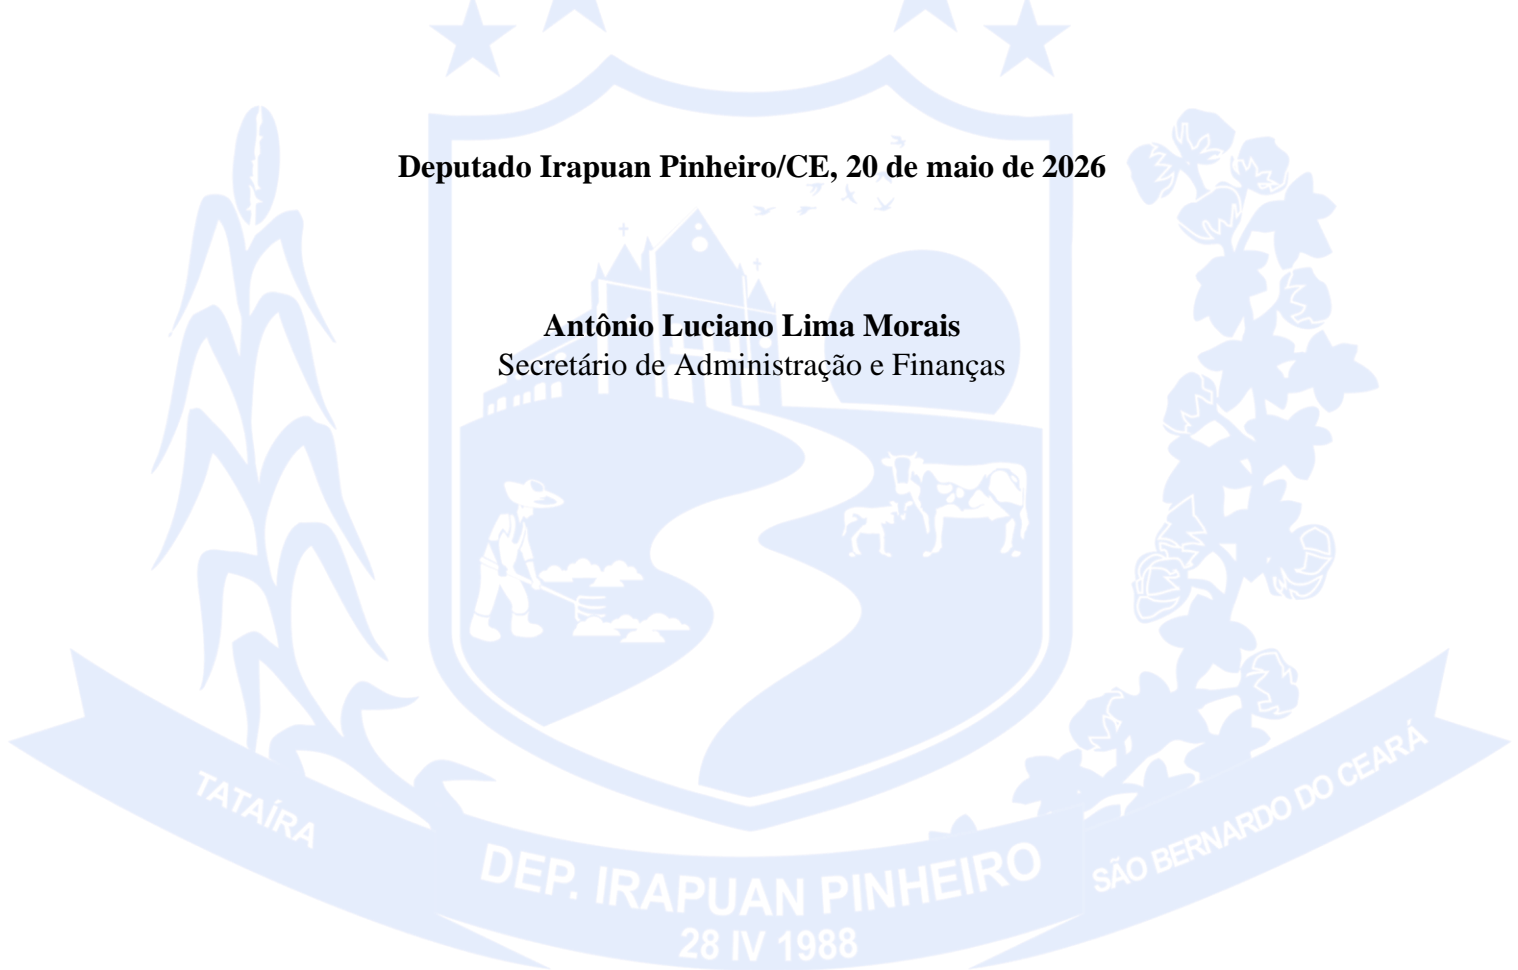 Deputado Irapuan Pinheiro/CE, 20 de maio de 2026
Antônio Luciano Lima Morais
Secretário de Administração e Finanças
TATAÍRA
DEP. IRAPUAN PINHEIRO
SÃO BERNARDO DO CEARÁ
28 IV 1988